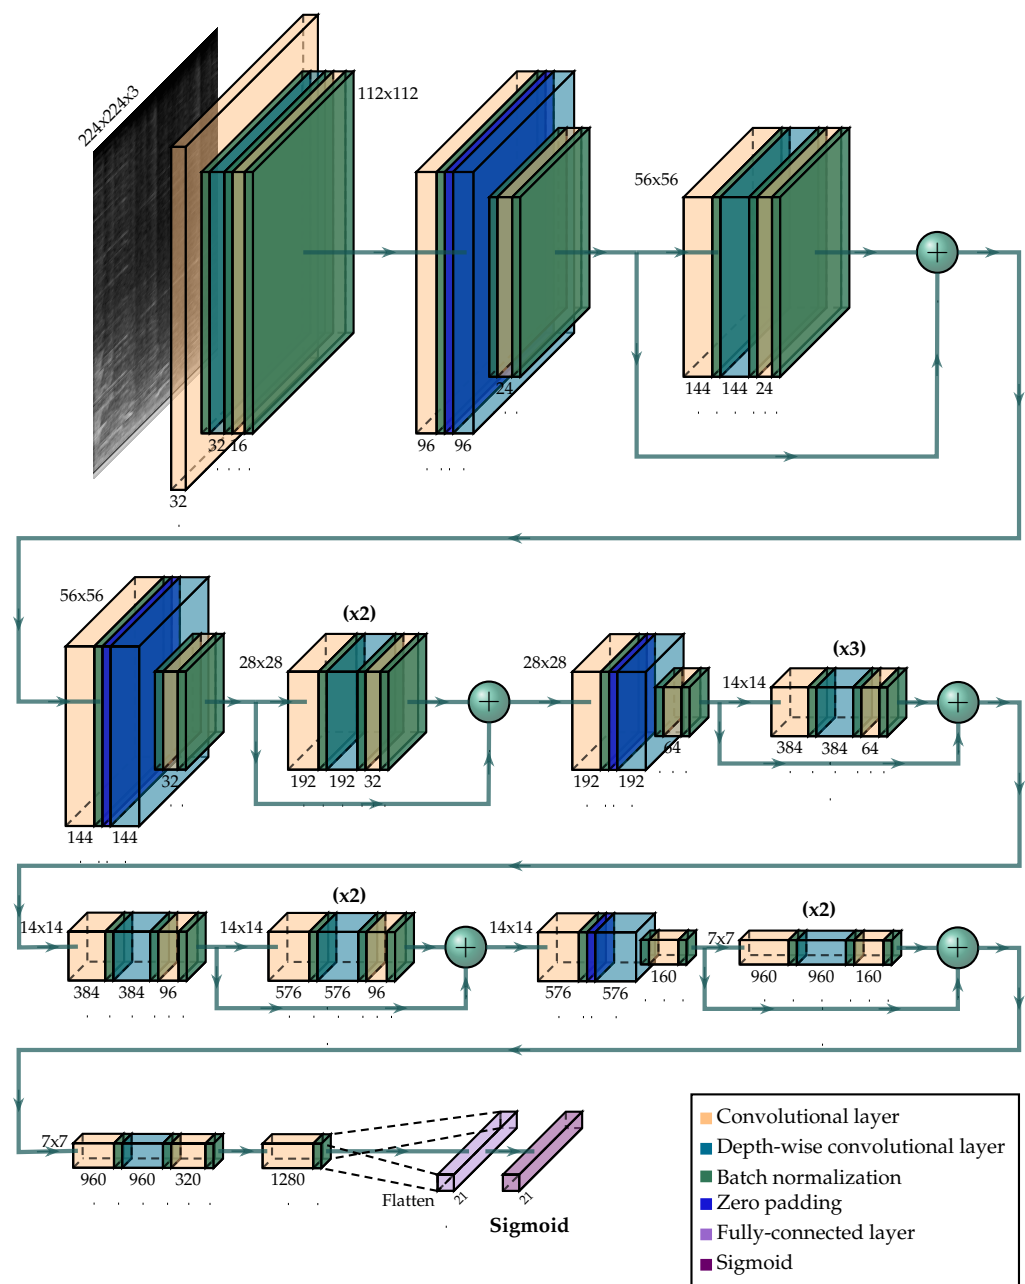 224x224x3
112x112
32 16
32
96 96
24
56x56
144 144 24
56x56
144 144
32
(x2)
28x28
192 192 32
28x28
192 192
64
(x3)
14x14
384 384 64
14x14
384 384 96
(x2)
14x14
576 576 96
14x14
576 576
160
(x2)
7x7
960 960 160
7x7
960 960 320
1280
Flatten
21
21
Sigmoid
Convolutional layer
Depth-wise convolutional layer
Batch normalization
Zero padding
Fully-connected layer
Sigmoid